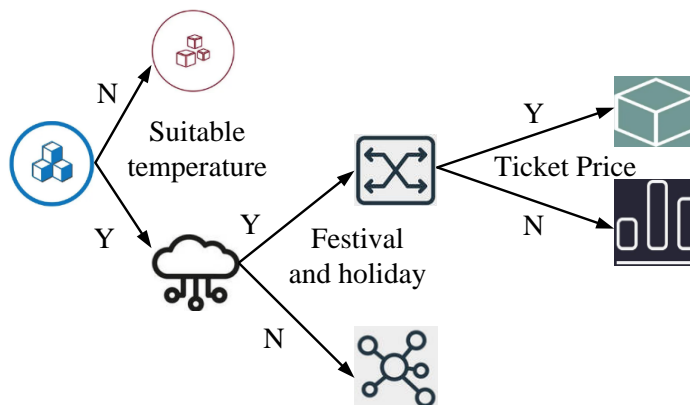 N
Suitable
temperature
Y
Y
Festival
and holiday
N
Y
Ticket Price
N